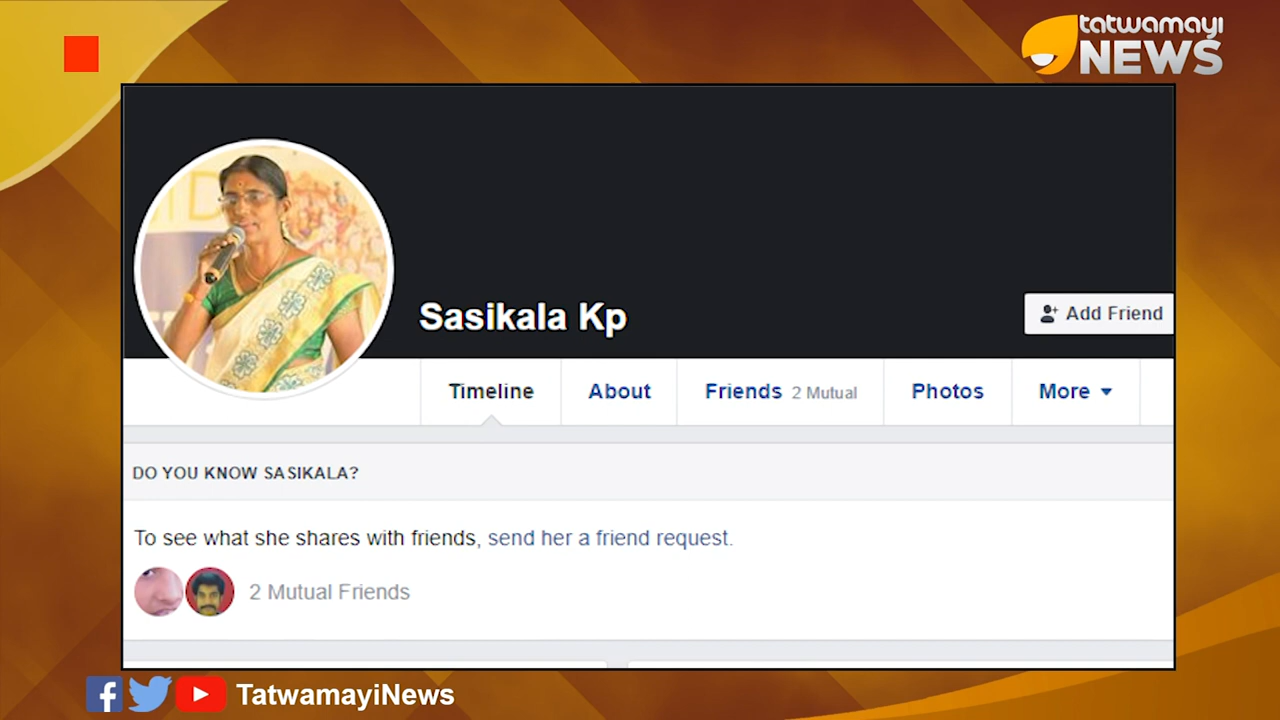 tatwamayi
NEWS
Sasikala Kp
Add Friend
Timeline
About
Friends 2 Mutual
Photos
More
DO YOU KNOW SASIKALA?
To see what she shares with friends, send her a friend request.
2 Mutual Friends
TatwamayiNews